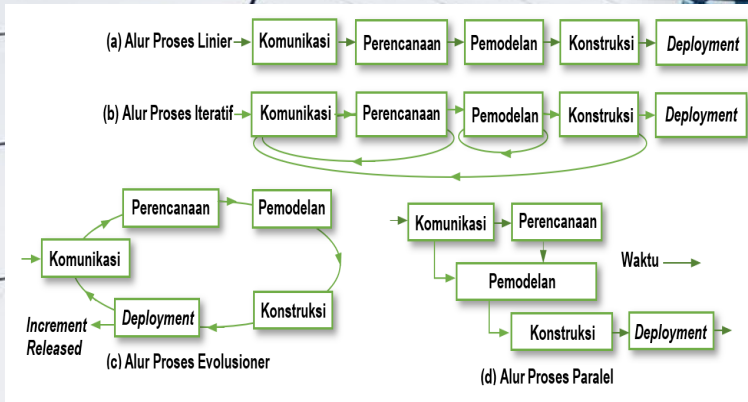 (a) Alur Proses Linier Komunikasi Perencanaan Pemodelan Konstruksi Deployment
(b) Alur Proses Iteratif Komunikasi Perencanaan Pemodelan Konstruksi Deployment
Perencanaan Pemodelan
Komunikasi
Deployment Konstruksi
Increment
Released
(c) Alur Proses Evolusioner
Komunikasi Perencanaan
Waktu
Pemodelan
Konstruksi Deployment
(d) Alur Proses Paralel